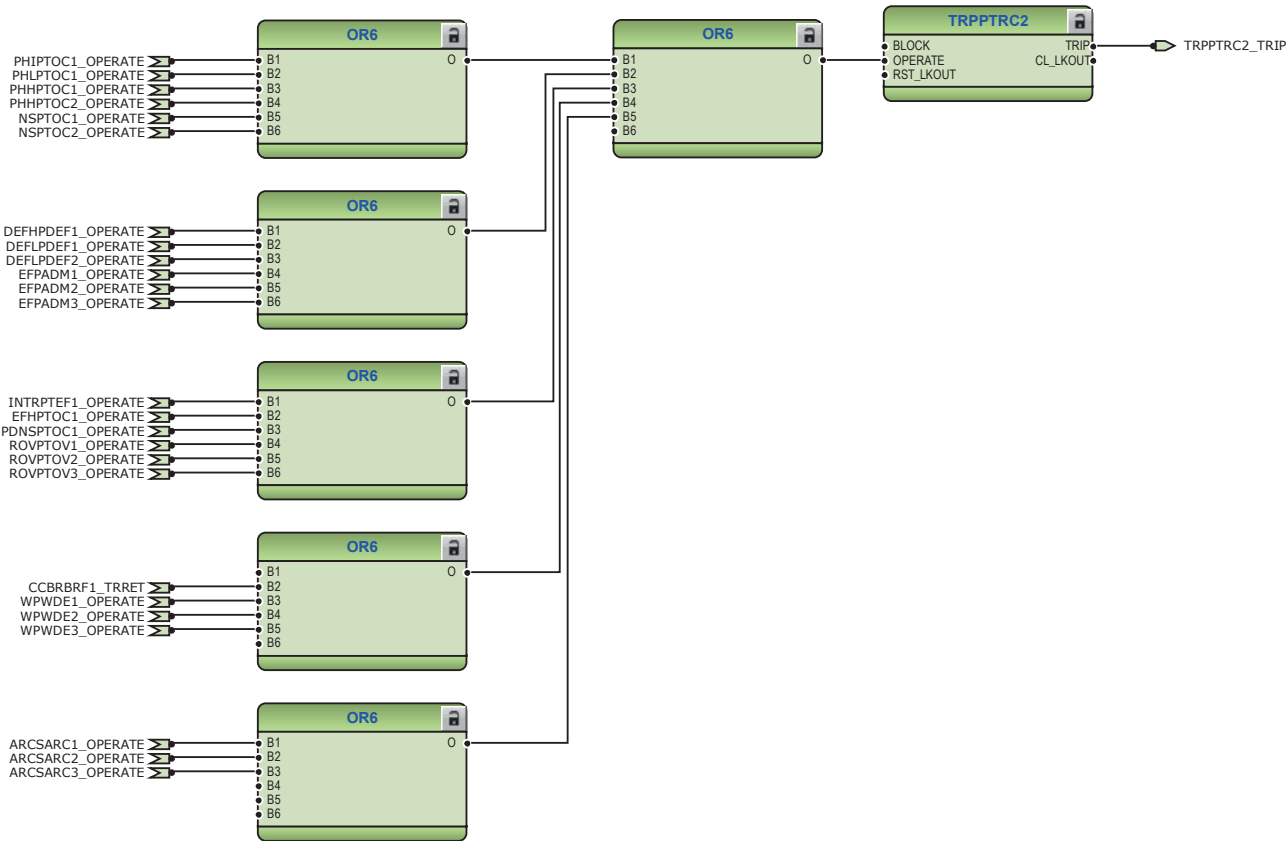 OR6
PHIPTOC1_OPERATE B1 O
PHLPTOC1_OPERATE B2
PHHPTOC1_OPERATE B3
PHHPTOC2_OPERATE B4
NSPTOC1_OPERATE B5
NSPTOC2_OPERATE B6
OR6
B1 O
B2
B3
B4
B5
B6
TRPPTRC2
BLOCK TRIP TRPPTRC2_TRIP
OPERATE CL_LKOUT
RST_LKOUT
OR6
DEFHPDEF1_OPERATE B1 O
DEFLPDEF1_OPERATE B2
DEFLPDEF2_OPERATE B3
EFPADM1_OPERATE B4
EFPADM2_OPERATE B5
EFPADM3_OPERATE B6
OR6
INTRPTEF1_OPERATE B1 O
EFHPTOC1_OPERATE B2
PDNSPTOC1_OPERATE B3
ROVPTOV1_OPERATE B4
ROVPTOV2_OPERATE B5
ROVPTOV3_OPERATE B6
OR6
B1 O
CCBRBRF1_TRRET B2
WPWDE1_OPERATE B3
WPWDE2_OPERATE B4
WPWDE3_OPERATE B5
B6
OR6
ARCSARC1_OPERATE B1 O
ARCSARC2_OPERATE B2
ARCSARC3_OPERATE B3
B4
B5
B6